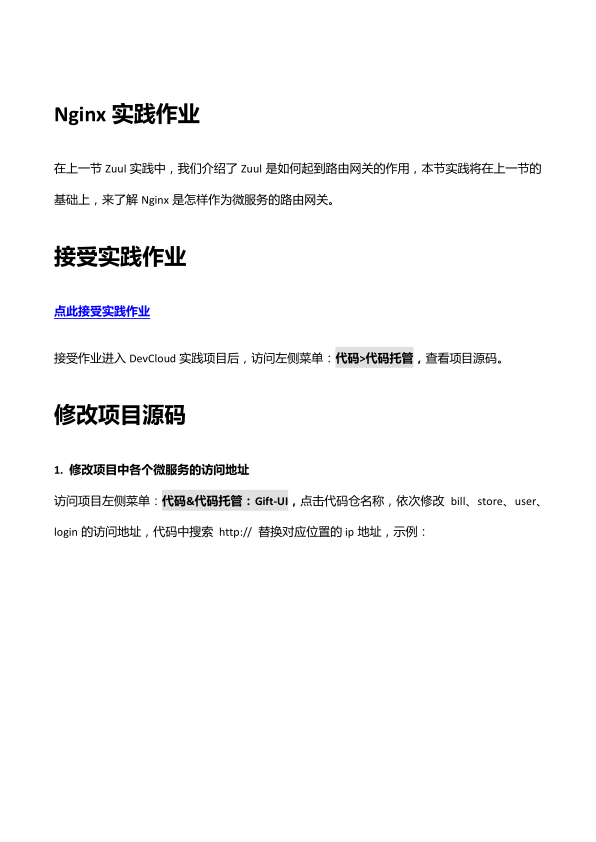 Nginx 实践作业
在上一节 Zuul 实践中，我们介绍了 Zuul 是如何起到路由网关的作用，本节实践将在上一节的
基础上，来了解 Nginx 是怎样作为微服务的路由网关。
接受实践作业
点此接受实践作业
接受作业进入 DevCloud 实践项目后，访问左侧菜单：代码>代码托管，查看项目源码。
修改项目源码
1. 修改项目中各个微服务的访问地址
访问项目左侧菜单：代码&代码托管：Gift-UI，点击代码仓名称，依次修改 bill、store、user、
login 的访问地址，代码中搜索 http:// 替换对应位置的 ip 地址，示例：